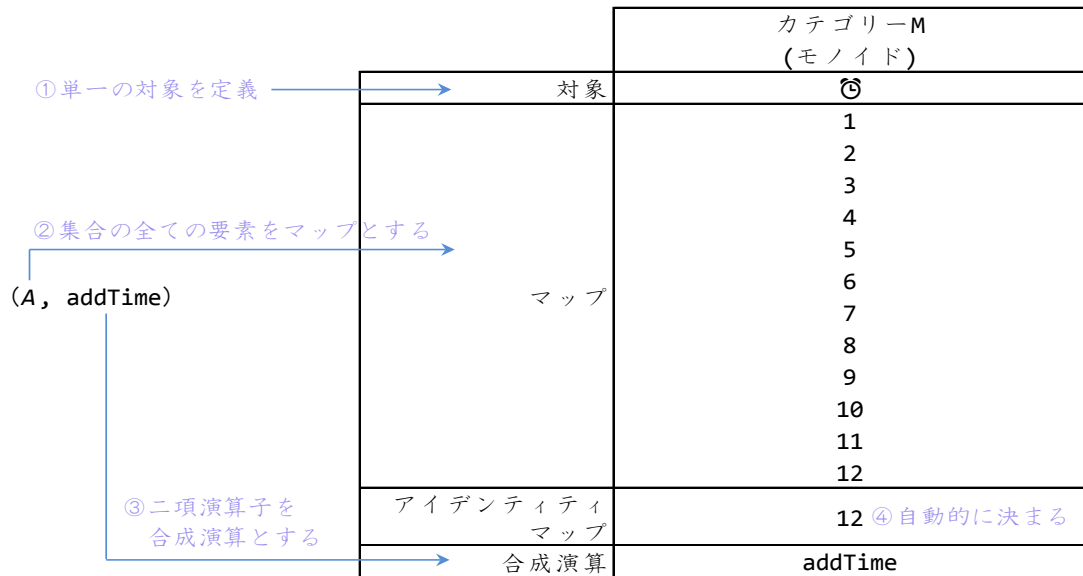 カテゴリーM
(モノイド)
①単一の対象を定義
対象
⏰
1
2
3
4
②集合の全ての要素をマップとする
5
6
(A, addTime)
マップ
7
8
9
10
11
12
③二項演算子を
合成演算とする
アイデンティティ
マップ
12 ④自動的に決まる
合成演算
addTime